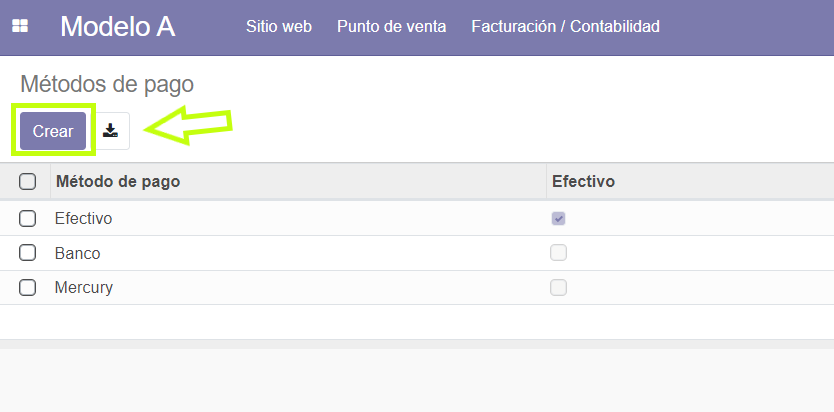 Modelo A Sitio web Punto de venta Facturación / Contabilidad
Métodos de pago
Crear
Método de pago Efectivo
Efectivo
Banco
Mercury